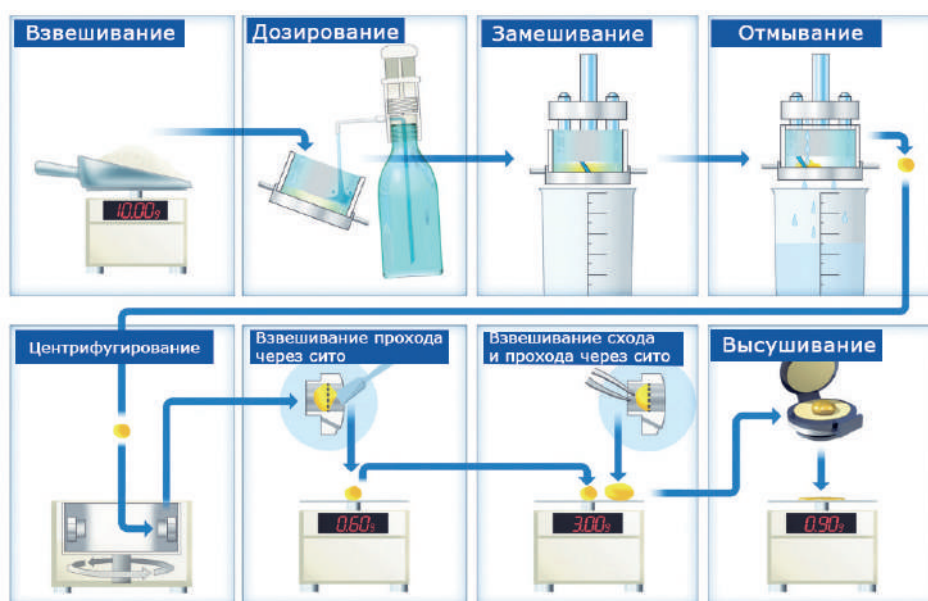 Взвешивание
Дозирование
Замешивание
Отмывание
10.00g
Центрифугирование
Взвешивание прохода
через сито
Взвешивание схода
и прохода через сито
Высушивание
0.60g
3.00g
0.90g